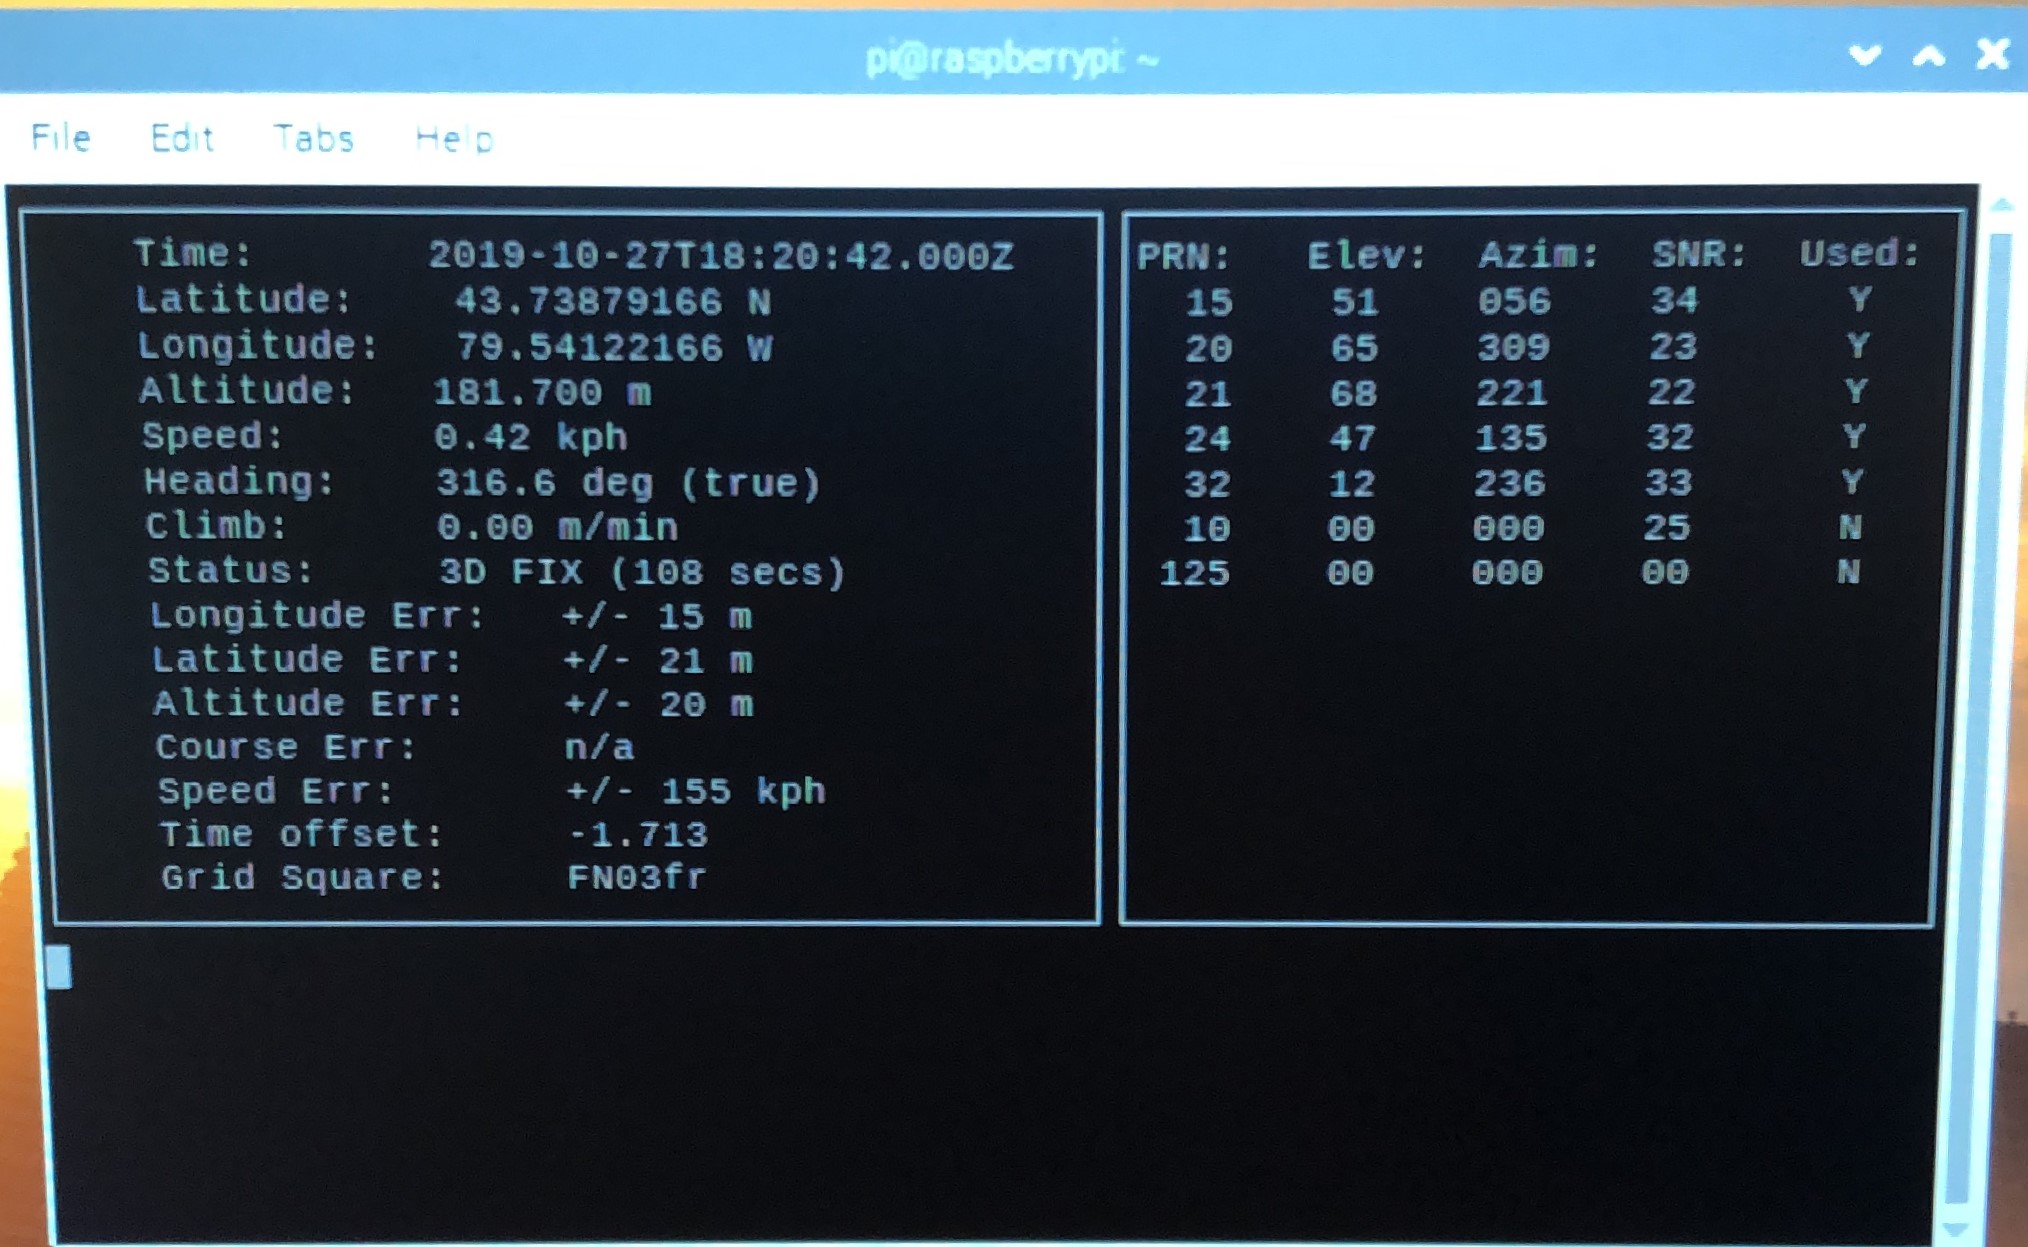 pi@raspberrypi: ~
File Edit Tabs Help
Time: 2019-10-27T18:20:42.000Z
Latitude: 43.73879166 N
Longitude: 79.54122166 W
Altitude: 181.700 m
Speed: 0.42 kph
Heading: 316.6 deg (true)
Climb: 0.00 m/min
Status: 3D FIX (108 secs)
Longitude Err: +/- 15 m
Latitude Err: +/- 21 m
Altitude Err: +/- 20 m
Course Err: n/a
Speed Err: +/- 155 kph
Time offset: -1.713
Grid Square: FN03fr
PRN: Elev: Azim: SNR: Used:
15 51 056 34 Y
20 65 309 23 Y
21 68 221 22 Y
24 47 135 32 Y
32 12 236 33 Y
10 00 000 25 N
125 00 000 00 N